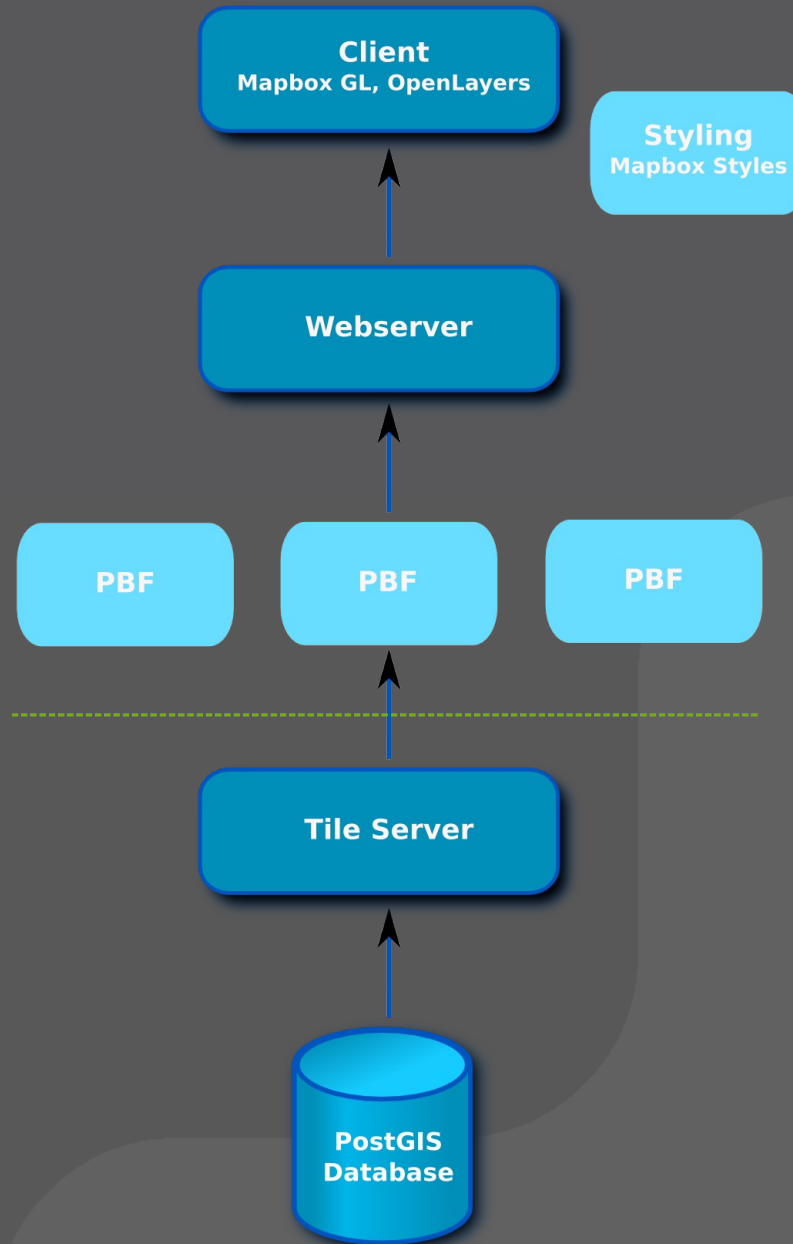 Client
Mapbox GL, OpenLayers
Styling
Mapbox Styles
Webserver
PBF
PBF
PBF
Tile Server
PostGIS
Database